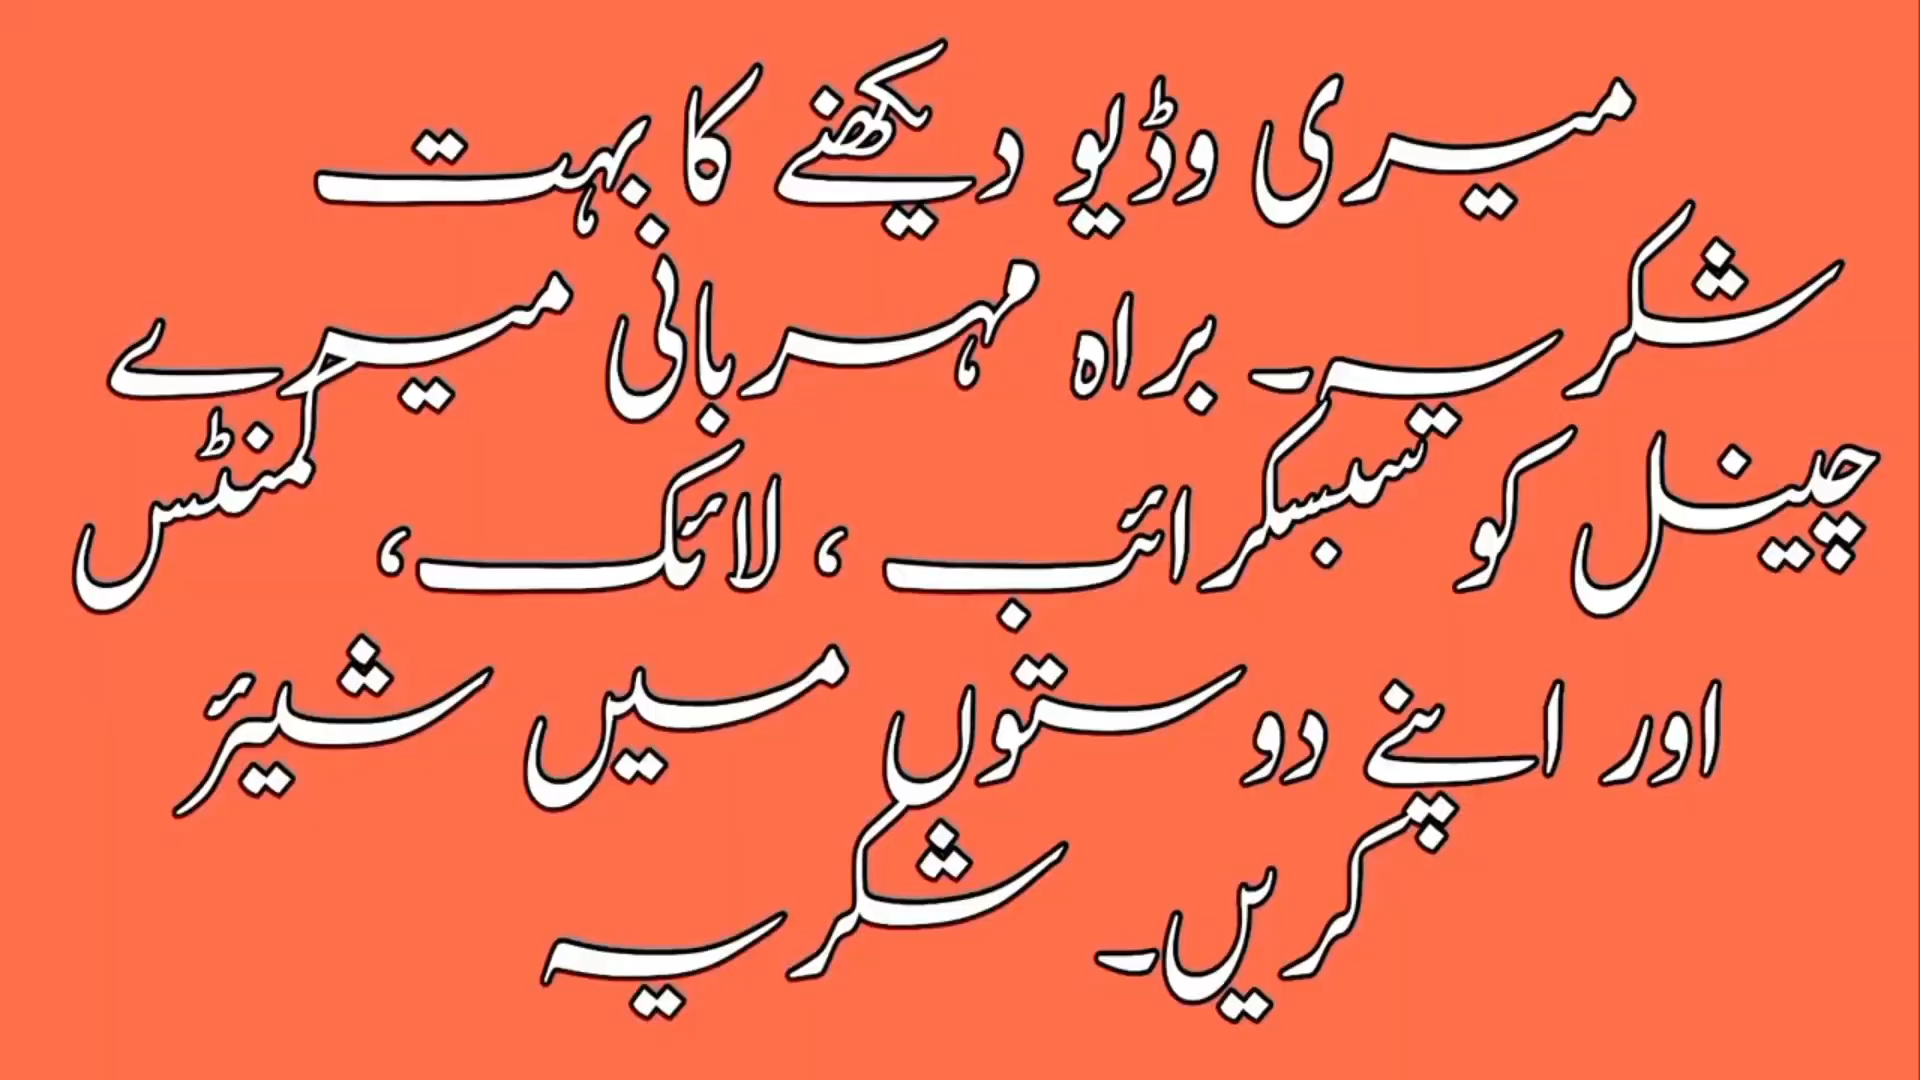 میری وڈیو دیکھنے کا بہت
شکریہ۔ براہ مہربانی میرے
چینل کو سبسکرائب ، لائک، کمنٹس
اور اپنے دوستوں میں شیئر
کریں۔ شکریہ